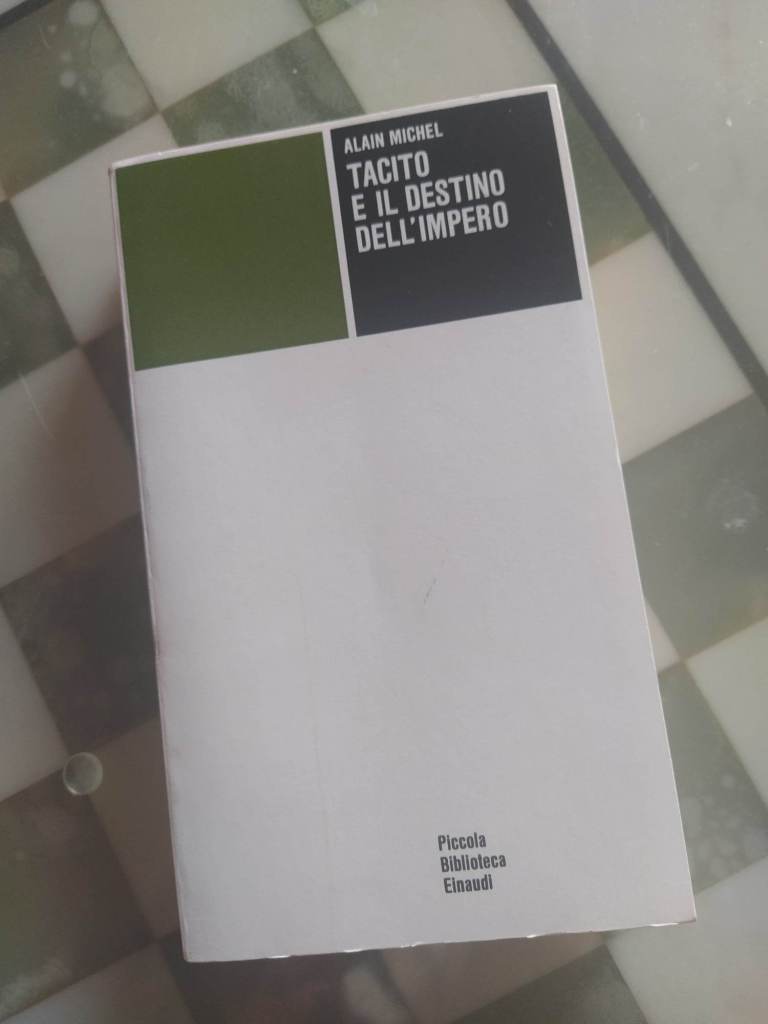 ALAIN MICHEL
TACITO
E IL DESTINO
DELL'IMPERO
Piccola
Biblioteca
Einaudi